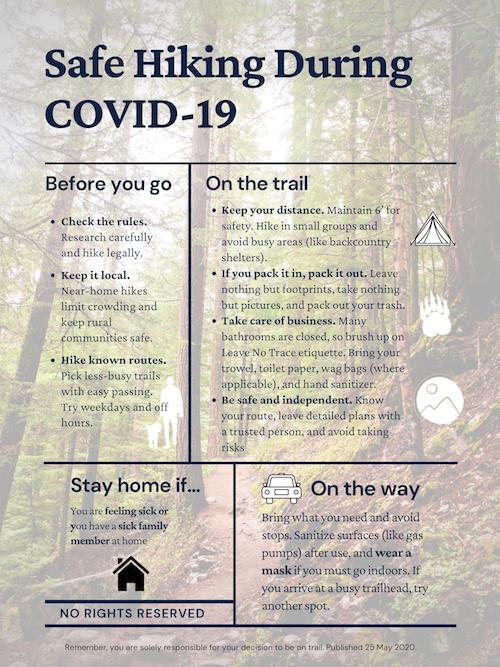 Safe Hiking During
COVID-19
Before you go
Check the rules.
Research carefully
and hike legally.
Keep it local.
Near-home hikes
limit crowding and
keep rural
communities safe.
Hike known routes.
Pick less-busy trails
with easy passing.
Try weekdays and off
hours.
On the trail
Keep your distance. Maintain 6' for
safety. Hike in small groups and
avoid busy areas (like backcountry
shelters).
If you pack it in, pack it out. Leave
nothing but footprints, take nothing
but pictures, and pack out your trash.
Take care of business. Many
bathrooms are closed, so brush up on
Leave No Trace etiquette. Bring your
trowel, toilet paper, wag bags (where
applicable), and hand sanitizer.
Be safe and independent. Know
your route, leave detailed plans with
a trusted person, and avoid taking
risks
Stay home if...
You are feeling sick or
you have a sick family
member at home
NO RIGHTS RESERVED
On the way
Bring what you need and avoid
stops. Sanitize surfaces (like gas
pumps) after use, and wear a
mask if you must go indoors. If
you arrive at a busy trailhead, try
another spot.
Remember, you are solely responsible for your decision to be on trail. Published 25 May 2020.